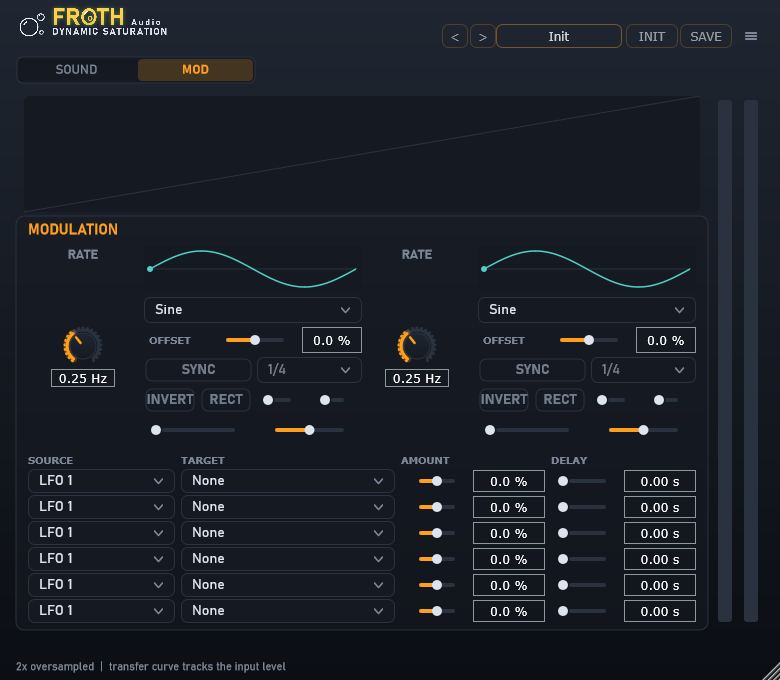 FROTH Audio
DYNAMIC SATURATION
< > Init INIT SAVE
SOUND MOD
MODULATION
RATE RATE
Sine Sine
OFFSET 0.0 % OFFSET 0.0 %
SYNC 1/4 SYNC 1/4
0.25 Hz 0.25 Hz
INVERT RECT INVERT RECT
SOURCE TARGET AMOUNT DELAY
LFO 1 None 0.0 % 0.00 s
LFO 1 None 0.0 % 0.00 s
LFO 1 None 0.0 % 0.00 s
LFO 1 None 0.0 % 0.00 s
LFO 1 None 0.0 % 0.00 s
LFO 1 None 0.0 % 0.00 s
2x oversampled | transfer curve tracks the input level